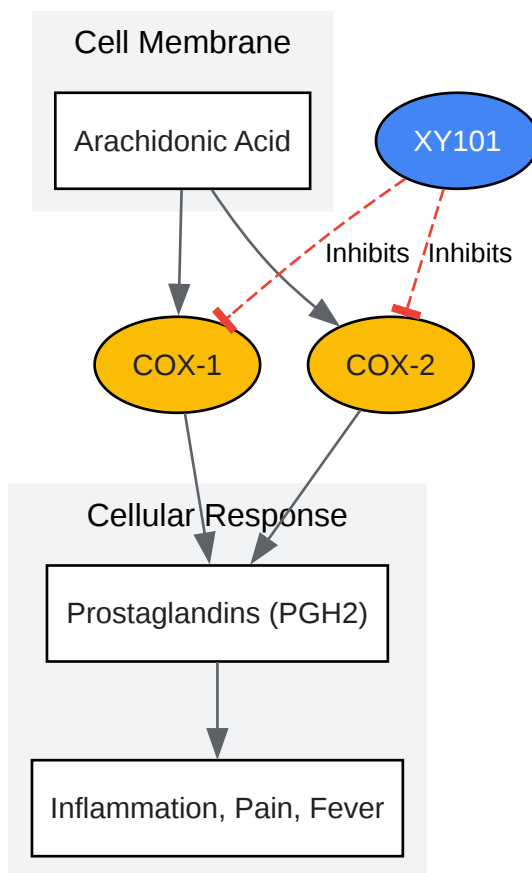 Cell Membrane
Arachidonic Acid
XY101
Inhibits
Inhibits
COX-1
COX-2
Cellular Response
Prostaglandins (PGH2)
Inflammation, Pain, Fever